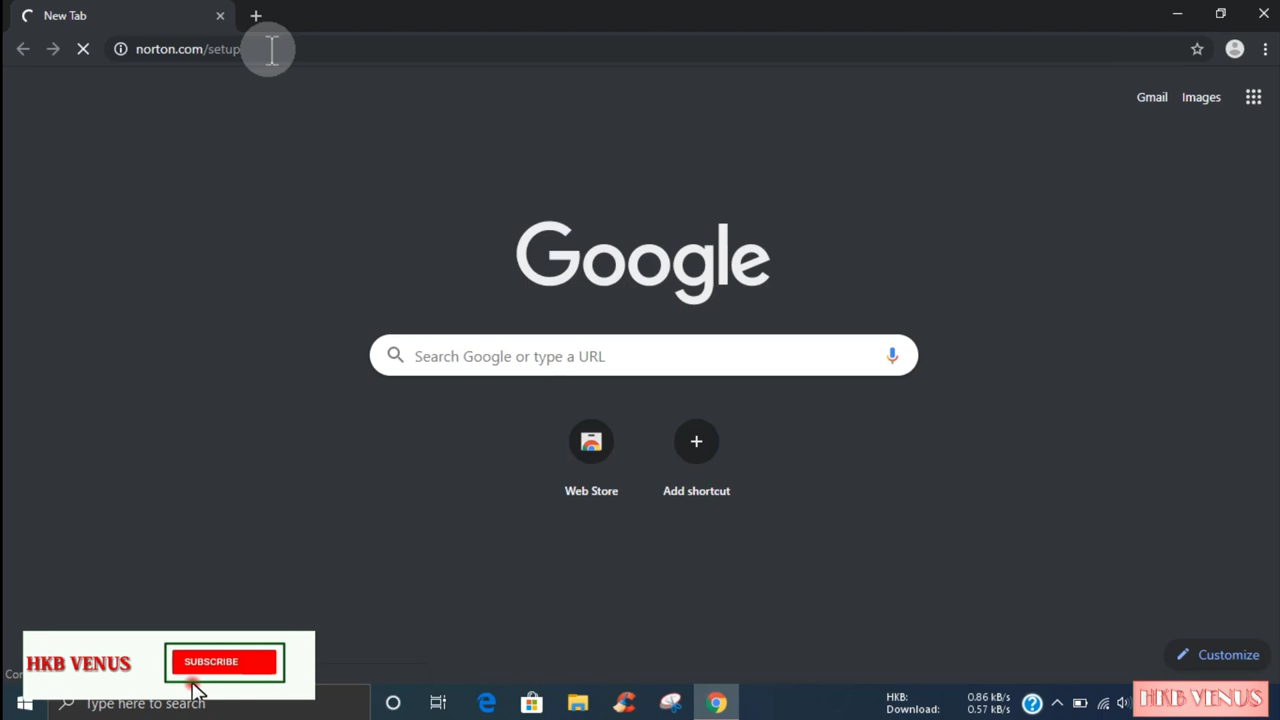 New Tab
norton.com/setup
Gmail Images
Google
Search Google or type a URL
Web Store Add shortcut
Customize
HKB VENUS SUBSCRIBE
Type here to search
HKB: 0.86 kB/s
Download: 0.57 kB/s
HKB VENUS